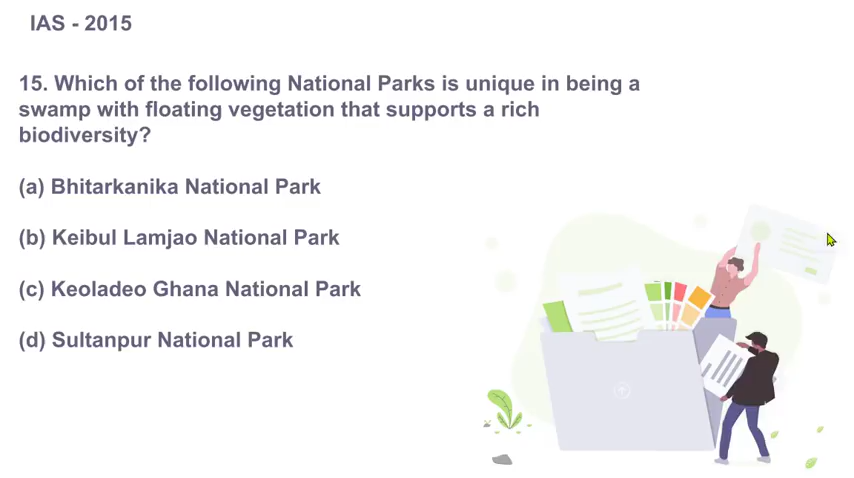 IAS - 2015
15. Which of the following National Parks is unique in being a
swamp with floating vegetation that supports a rich
biodiversity?
(a) Bhitarkanika National Park
(b) Keibul Lamjao National Park
(c) Keoladeo Ghana National Park
(d) Sultanpur National Park